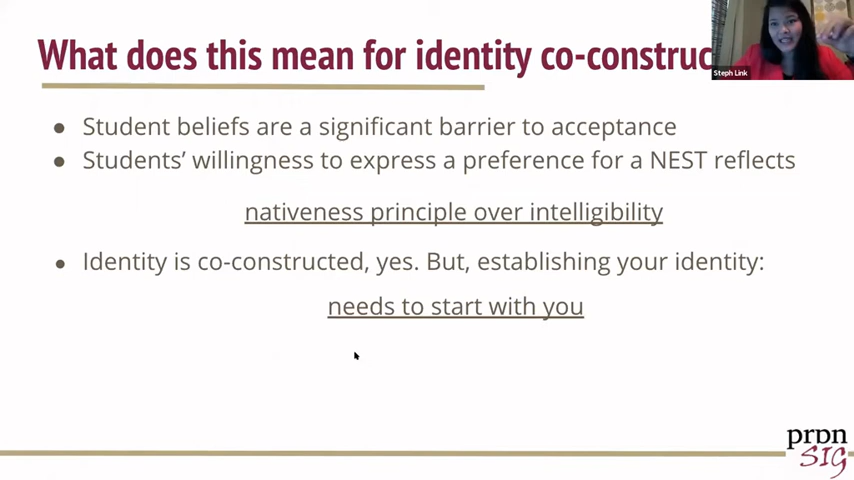 What does this mean for identity co-construc
Steph Link
● Student beliefs are a significant barrier to acceptance
● Students’ willingness to express a preference for a NEST reflects
nativeness principle over intelligibility
● Identity is co-constructed, yes. But, establishing your identity:
needs to start with you
prɒn
SIG